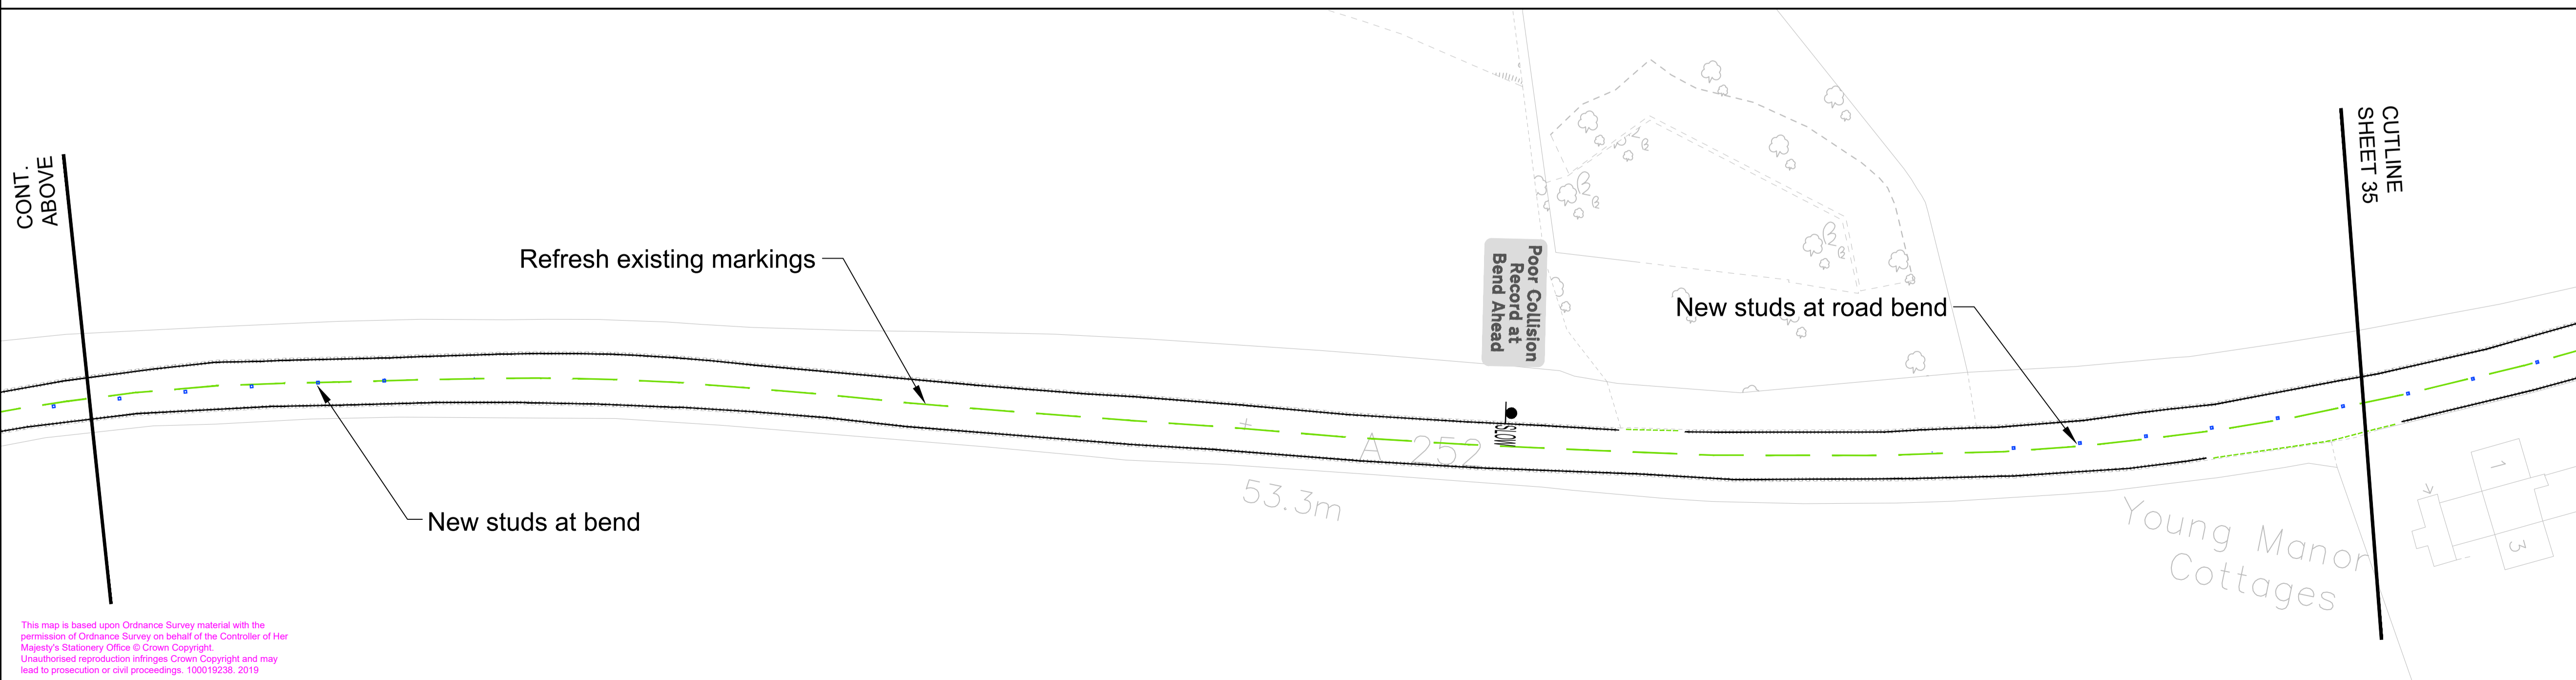 CONT.
ABOVE
CUTLINE
SHEET 35
Refresh existing markings
Poor Collision
Record at
Bend Ahead
New studs at road bend
SLOW
A 252
53.3m
New studs at bend
Young Manor
Cottages
1
3
This map is based upon Ordnance Survey material with the
permission of Ordnance Survey on behalf of the Controller of Her
Majesty's Stationery Office © Crown Copyright.
Unauthorised reproduction infringes Crown Copyright and may
lead to prosecution or civil proceedings. 100019238. 2019